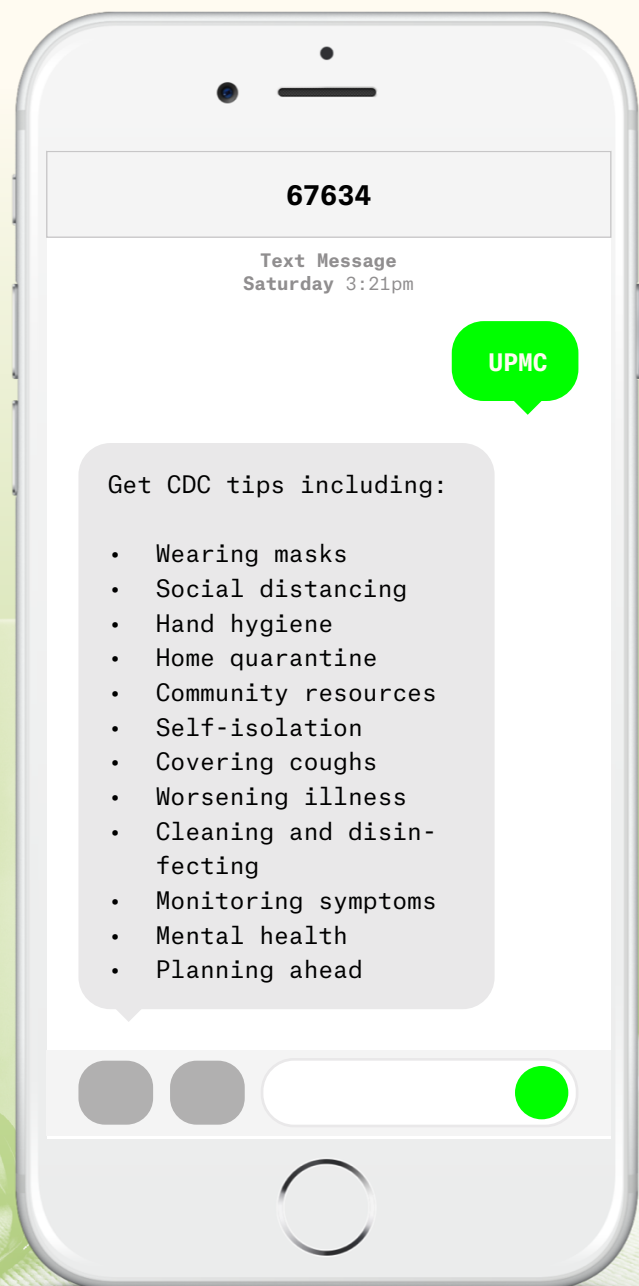 67634
Text Message
Saturday 3:21pm
UPMC
Get CDC tips including:
• Wearing masks
• Social distancing
• Hand hygiene
• Home quarantine
• Community resources
• Self-isolation
• Covering coughs
• Worsening illness
• Cleaning and disin-
fecting
• Monitoring symptoms
• Mental health
• Planning ahead